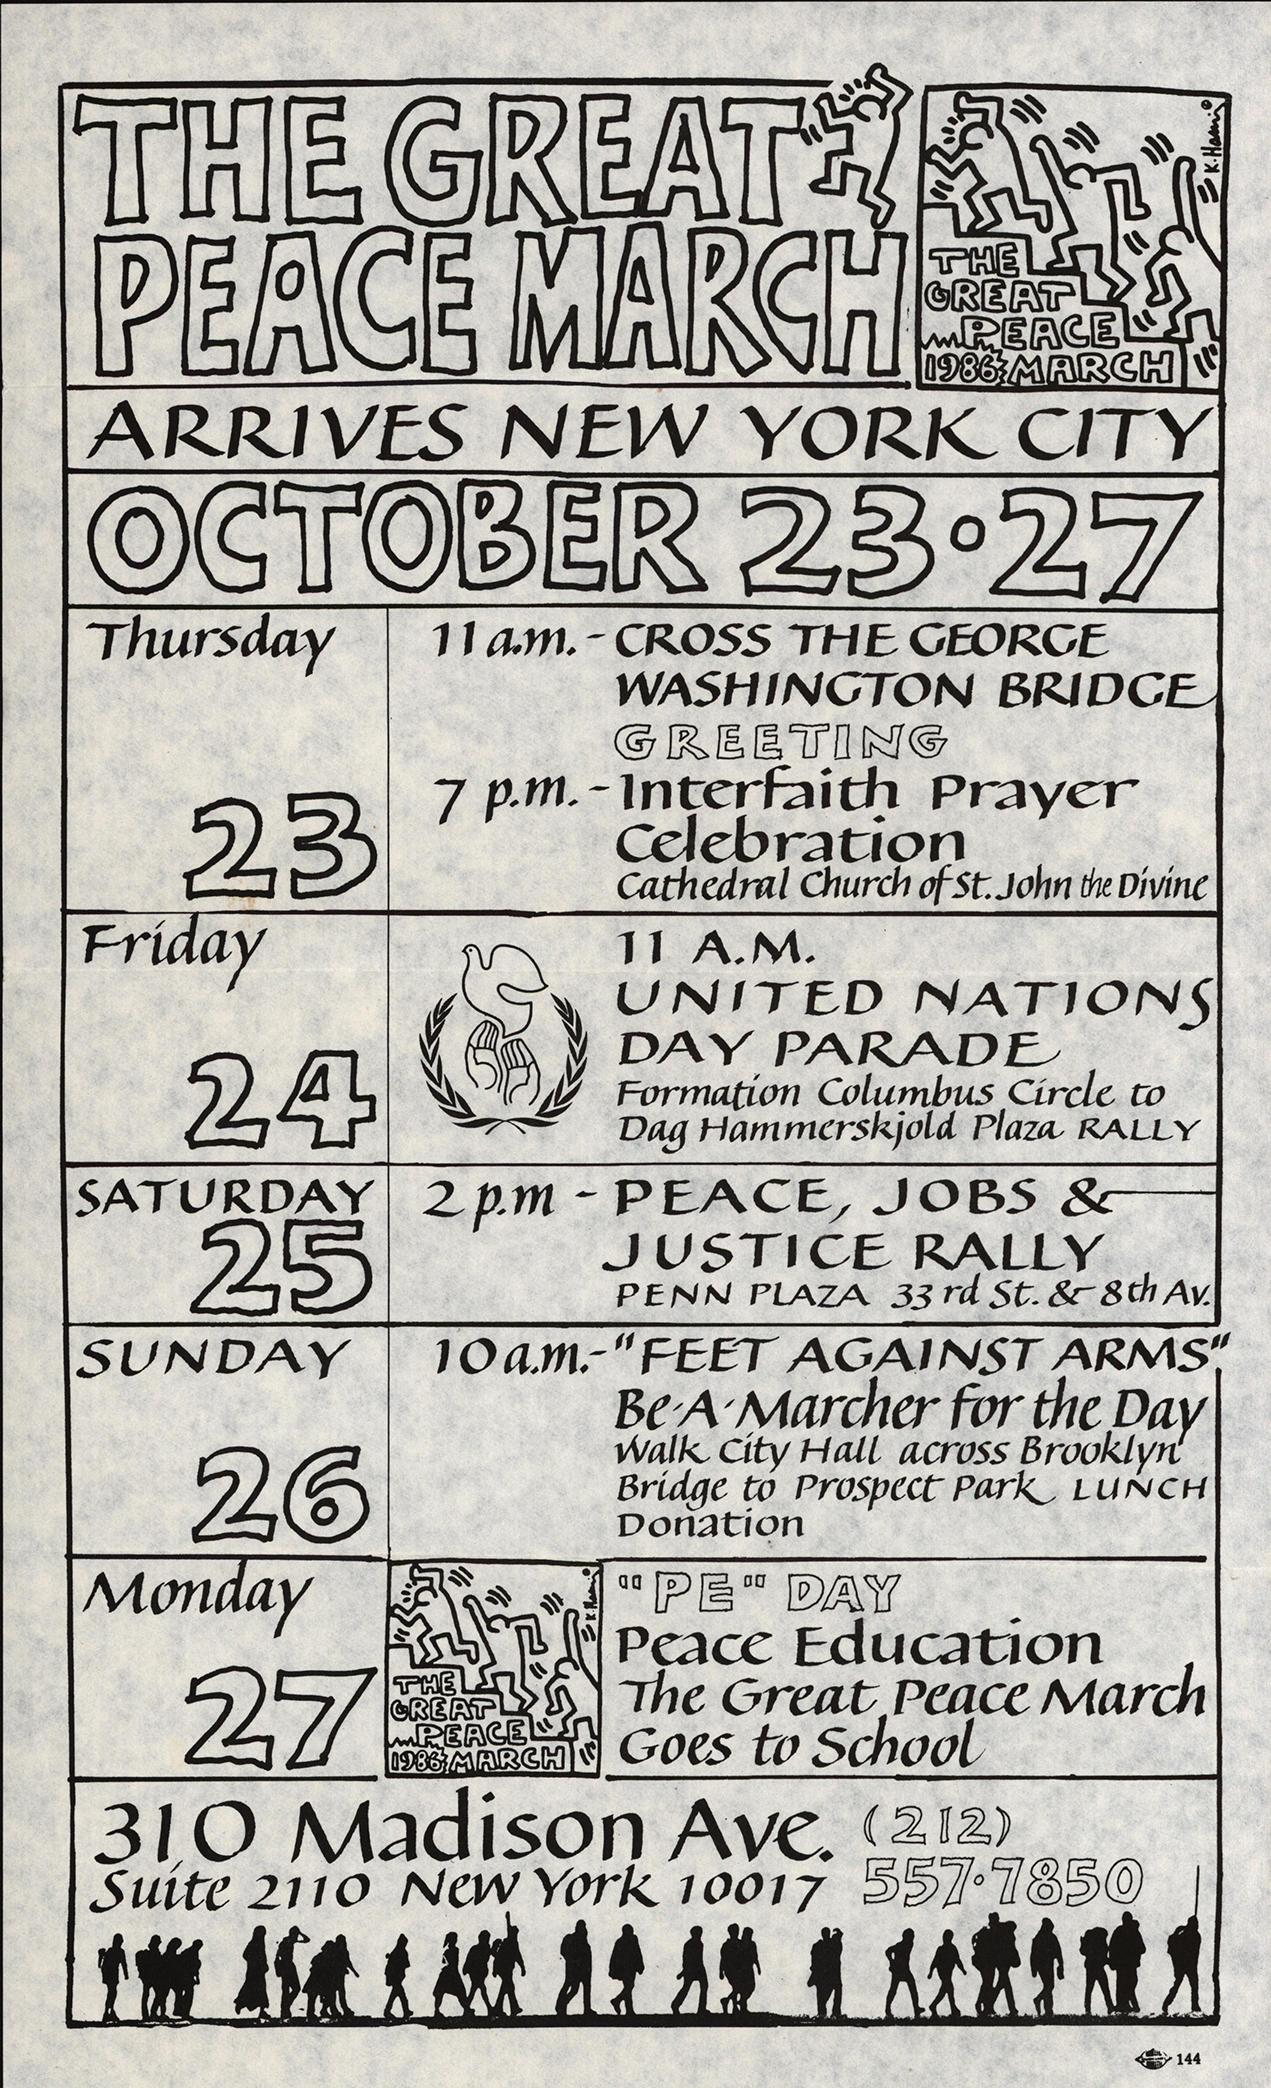 THE GREAT
PEACE MARCH
K. Haring
THE
GREAT
PEACE
1986 MARCH
ARRIVES NEW YORK CITY
OCTOBER 23•27
Thursday
23
11 a.m. - CROSS THE GEORGE
WASHINGTON BRIDGE
GREETING
7 p.m. - Interfaith Prayer
Celebration
Cathedral Church of St. John the Divine
Friday
24
11 A.M.
UNITED NATIONS
DAY PARADE
Formation Columbus Circle to
Dag Hammerskjold Plaza RALLY
SATURDAY
25
2 p.m - PEACE, JOBS &
JUSTICE RALLY
PENN PLAZA 33rd St. & 8th Av.
SUNDAY
26
10 a.m. - "FEET AGAINST ARMS"
Be-A-Marcher for the Day
Walk City Hall across Brooklyn
Bridge to Prospect Park LUNCH
Donation
Monday
27
K. Haring
THE
GREAT
PEACE
1986 MARCH
"PE" DAY
Peace Education
The Great Peace March
Goes to School
310 Madison Ave.
Suite 2110 New York 10017
(212)
557•7850
144